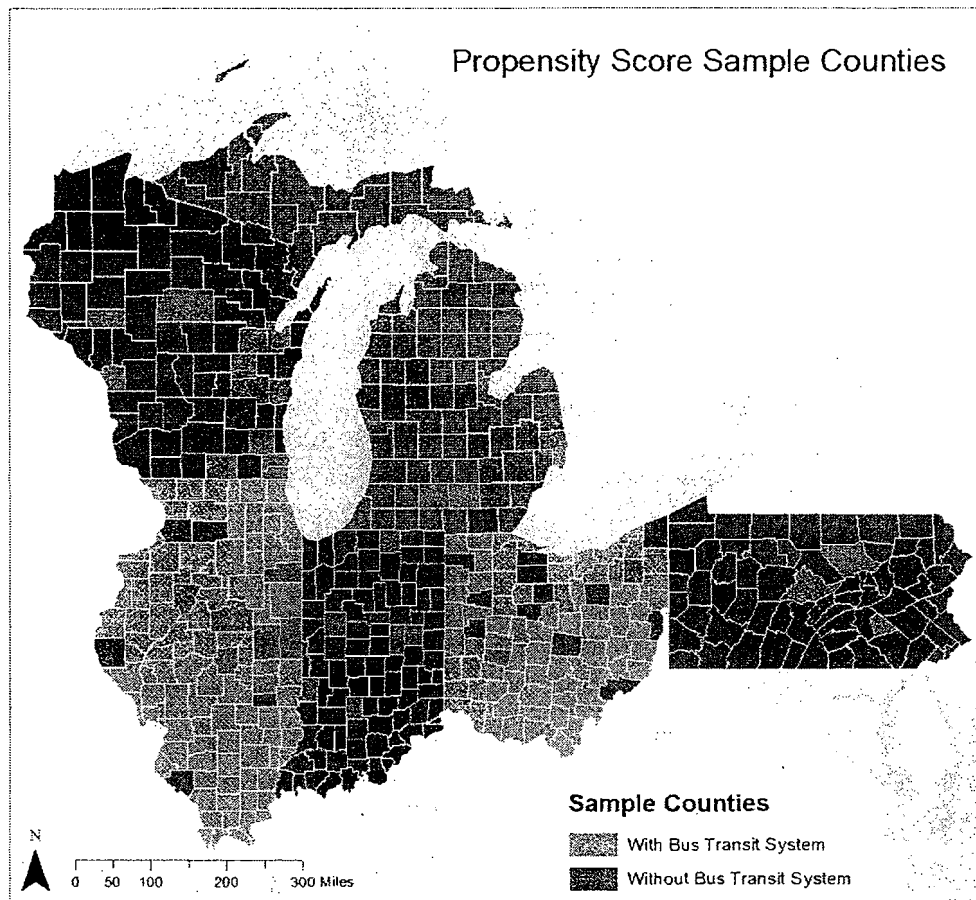 Propensity Score Sample Counties
Sample Counties
With Bus Transit System
Without Bus Transit System
N
0 50 100 200 300 Miles